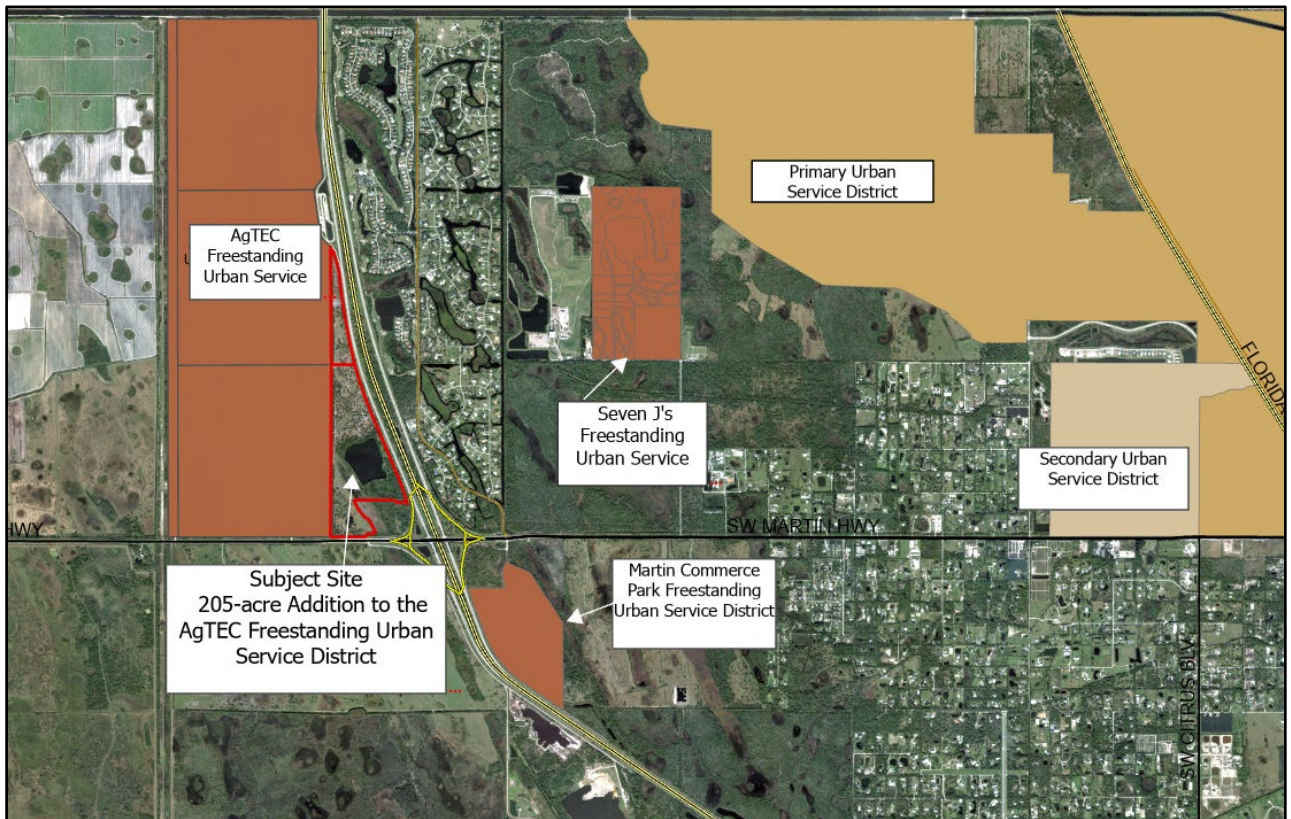 Primary Urban
Service District
AgTEC
Freestanding
Urban Service
FLORIDA
Seven J's
Freestanding
Urban Service
Secondary Urban
Service District
HWY
SW MARTIN HWY
Subject Site
205-acre Addition to the
AgTEC Freestanding Urban
Service District
...
Martin Commerce
Park Freestanding
Urban Service District
SW CITRUS BLV